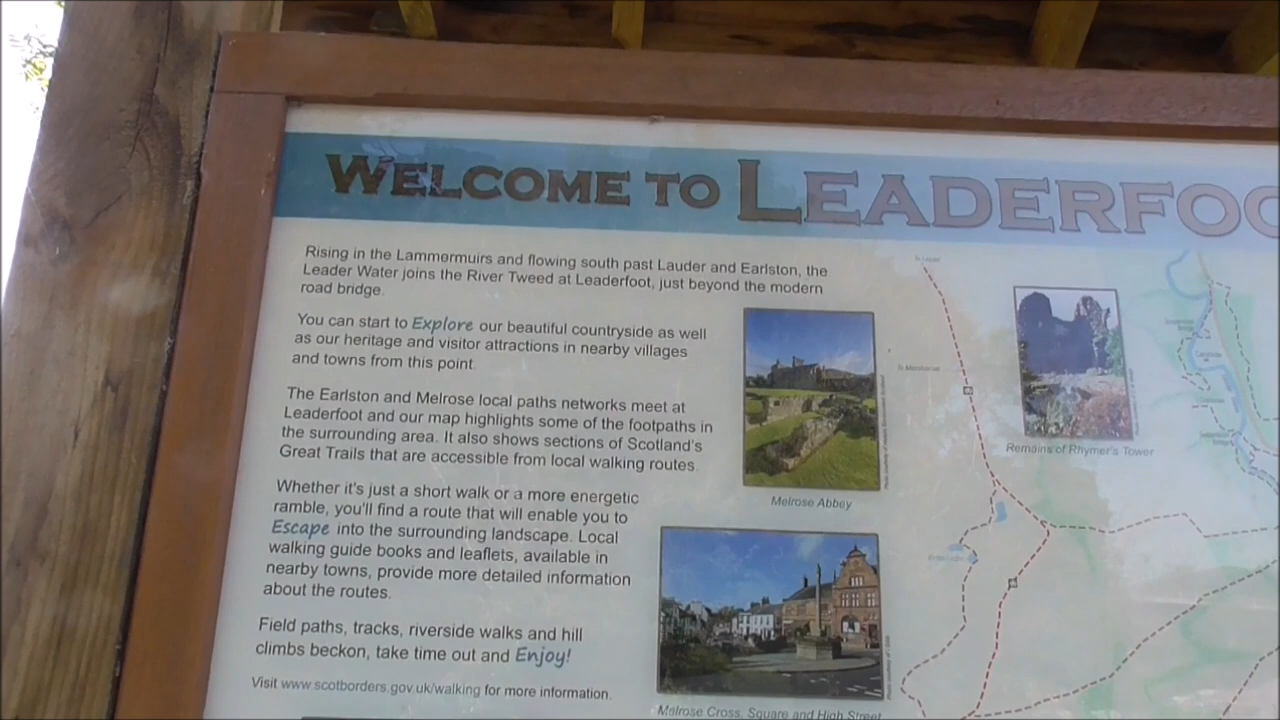 WELCOME TO LEADERFOO
Rising in the Lammermuirs and flowing south past Lauder and Earlston, the
Leader Water joins the River Tweed at Leaderfoot, just beyond the modern
road bridge.
You can start to Explore our beautiful countryside as well
as our heritage and visitor attractions in nearby villages
and towns from this point.
The Earlston and Melrose local paths networks meet at
Leaderfoot and our map highlights some of the footpaths in
the surrounding area. It also shows sections of Scotland's
Great Trails that are accessible from local walking routes.
Whether it's just a short walk or a more energetic
ramble, you'll find a route that will enable you to
Escape into the surrounding landscape. Local
walking guide books and leaflets, available in
nearby towns, provide more detailed information
about the routes.
Field paths, tracks, riverside walks and hill
climbs beckon, take time out and Enjoy!
Visit www.scotborders.gov.uk/walking for more information.
Melrose Abbey
Melrose Cross, Square and High Street
To Lauder
Remains of Rhymer's Tower